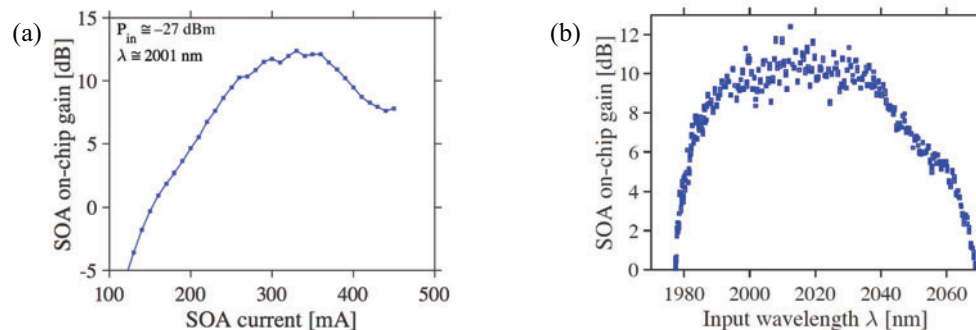 (a)
P_in ≅ −27 dBm
λ ≅ 2001 nm
SOA on-chip gain [dB]
15
10
5
0
-5
100 200 300 400 500
SOA current [mA]
(b)
SOA on-chip gain [dB]
12
10
8
6
4
2
0
1980 2000 2020 2040 2060
Input wavelength λ [nm]